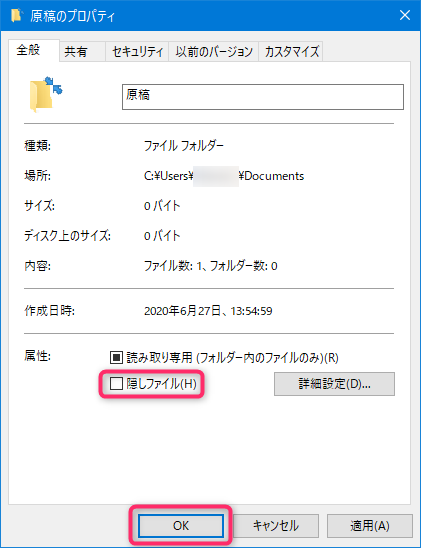 原稿のプロパティ
全般 共有 セキュリティ 以前のバージョン カスタマイズ
原稿
種類: ファイル フォルダー
場所: C:¥Users¥ ¥Documents
サイズ: 0 バイト
ディスク上のサイズ: 0 バイト
内容: ファイル数: 1、フォルダー数: 0
作成日時: 2020年6月27日、13:54:59
属性: 読み取り専用 (フォルダー内のファイルのみ)(R)
隠しファイル(H) 詳細設定(D)...
OK キャンセル 適用(A)